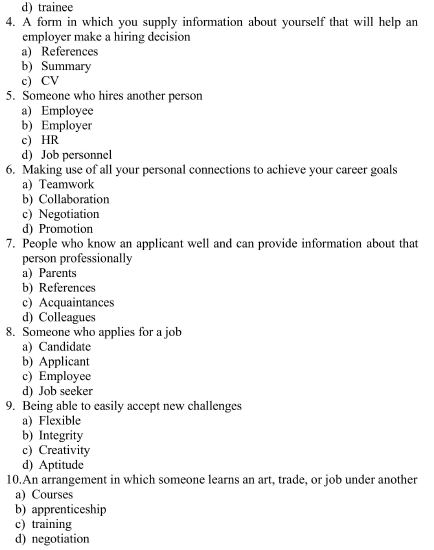 d) trainee
4. A form in which you supply information about yourself that will help an
employer make a hiring decision
a) References
b) Summary
c) CV
5. Someone who hires another person
a) Employee
b) Employer
c) HR
d) Job personnel
6. Making use of all your personal connections to achieve your career goals
a) Teamwork
b) Collaboration
c) Negotiation
d) Promotion
7. People who know an applicant well and can provide information about that
person professionally
a) Parents
b) References
c) Acquaintances
d) Colleagues
8. Someone who applies for a job
a) Candidate
b) Applicant
c) Employee
d) Job seeker
9. Being able to easily accept new challenges
a) Flexible
b) Integrity
c) Creativity
d) Aptitude
10.An arrangement in which someone learns an art, trade, or job under another
a) Courses
b) apprenticeship
c) training
d) negotiation